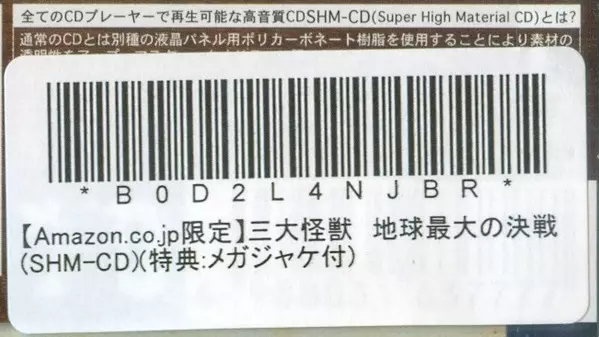 全てのCDプレーヤーで再生可能な高音質CDSHM-CD(Super High Material CD)とは?
通常のCDとは別種の液晶パネル用ポリカーボネート樹脂を使用することにより素材の
*B0D2L4NJBR*
【Amazon.co.jp限定】三大怪獣 地球最大の決戦
(SHM-CD)(特典:メガジャケ付)